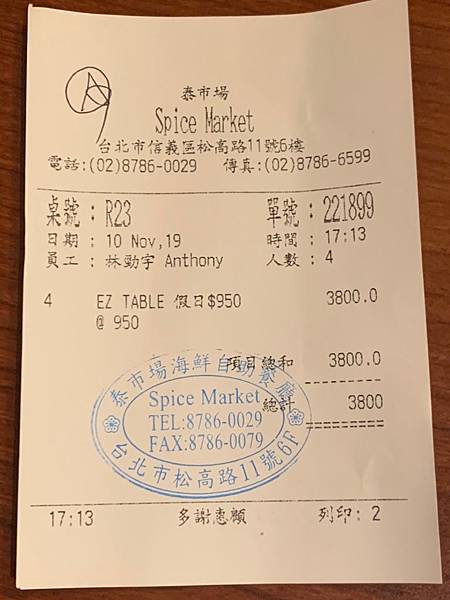 泰市場
Spice Market
台北市信義區松高路11號6樓
電話:(02)8786-0029 傳真:(02)8786-6599
桌號 : R23 單號 : 221899
日期 : 10 Nov,19 時間 : 17:13
員工 : 林勁宇 Anthony 人數 : 4
4 EZ TABLE 假日$950 3800.0
@ 950
項目總和 3800.0
總計 3800
泰市場海鮮自助餐廳
Spice Market
TEL:8786-0029
FAX:8786-0079
台北市松高路11號6F
17:13 多謝惠顧 列印: 2